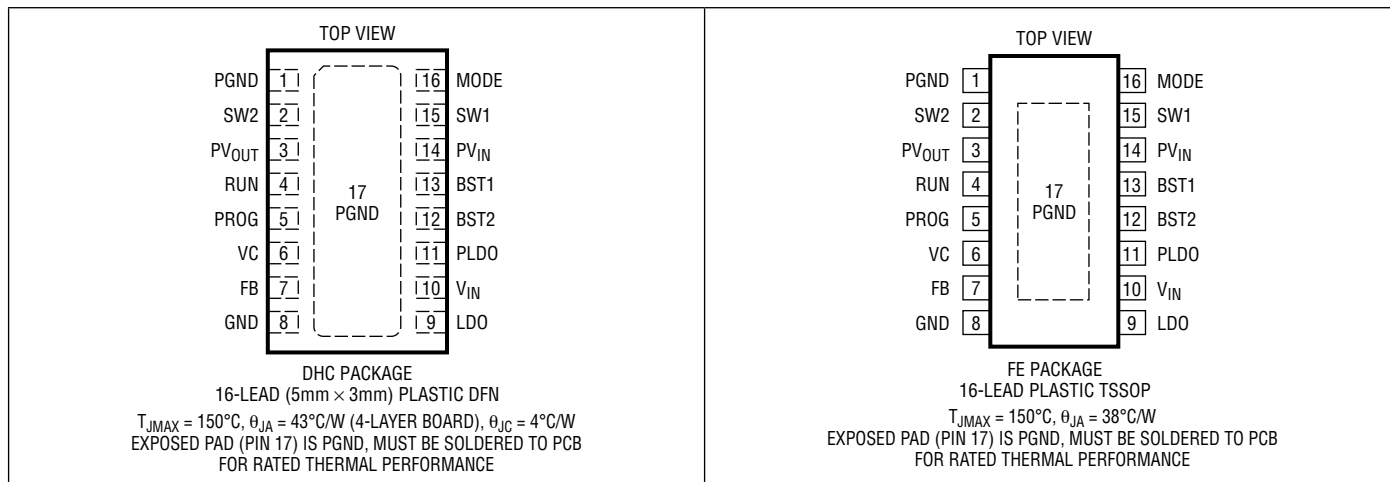 TOP VIEW
PGND 1
SW2 2
PVOUT 3
RUN 4
PROG 5
VC 6
FB 7
GND 8
17
PGND
16 MODE
15 SW1
14 PVIN
13 BST1
12 BST2
11 PLDO
10 VIN
9 LDO
DHC PACKAGE
16-LEAD (5mm × 3mm) PLASTIC DFN
TJMAX = 150°C, θJA = 43°C/W (4-LAYER BOARD), θJC = 4°C/W
EXPOSED PAD (PIN 17) IS PGND, MUST BE SOLDERED TO PCB
FOR RATED THERMAL PERFORMANCE
TOP VIEW
PGND 1
SW2 2
PVOUT 3
RUN 4
PROG 5
VC 6
FB 7
GND 8
17
PGND
16 MODE
15 SW1
14 PVIN
13 BST1
12 BST2
11 PLDO
10 VIN
9 LDO
FE PACKAGE
16-LEAD PLASTIC TSSOP
TJMAX = 150°C, θJA = 38°C/W
EXPOSED PAD (PIN 17) IS PGND, MUST BE SOLDERED TO PCB
FOR RATED THERMAL PERFORMANCE